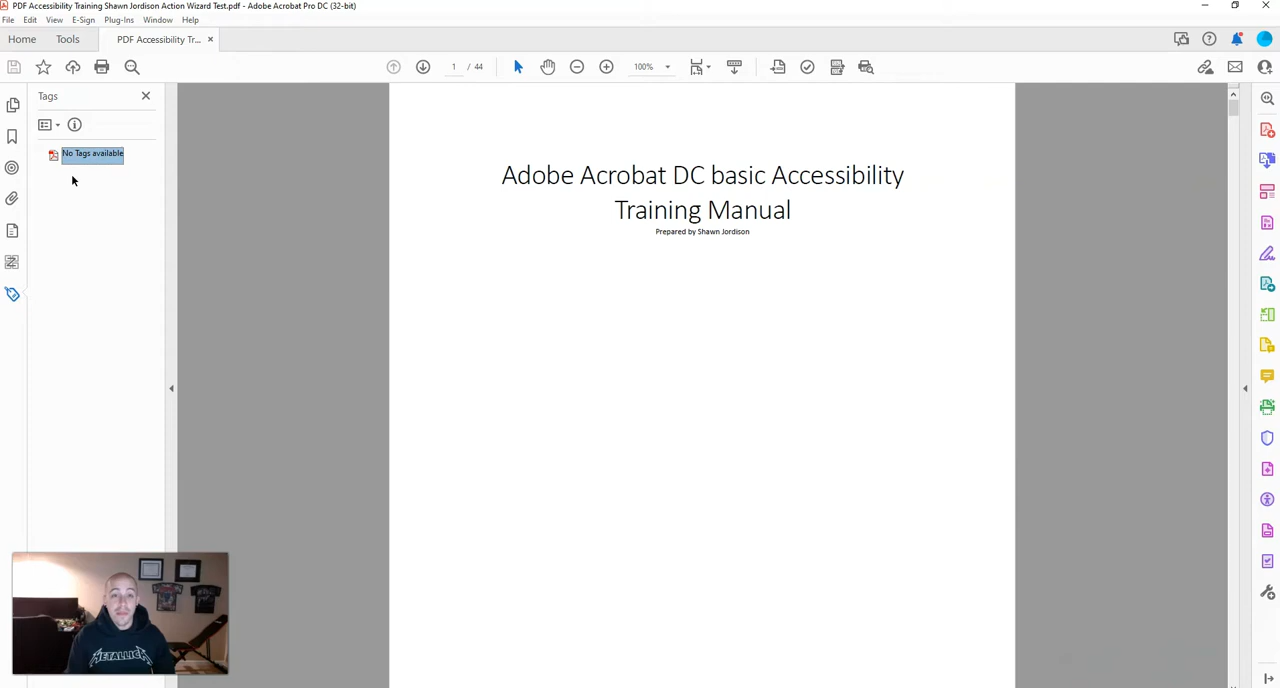 PDF Accessibility Training Shawn Jordison Action Wizard Test.pdf - Adobe Acrobat Pro DC (32-bit)
File Edit View E-Sign Plug-Ins Window Help
Home Tools PDF Accessibility Tr... ×
1 / 44 100%
Tags
No Tags available
Adobe Acrobat DC basic Accessibility
Training Manual
Prepared by Shawn Jordison
METALLICA